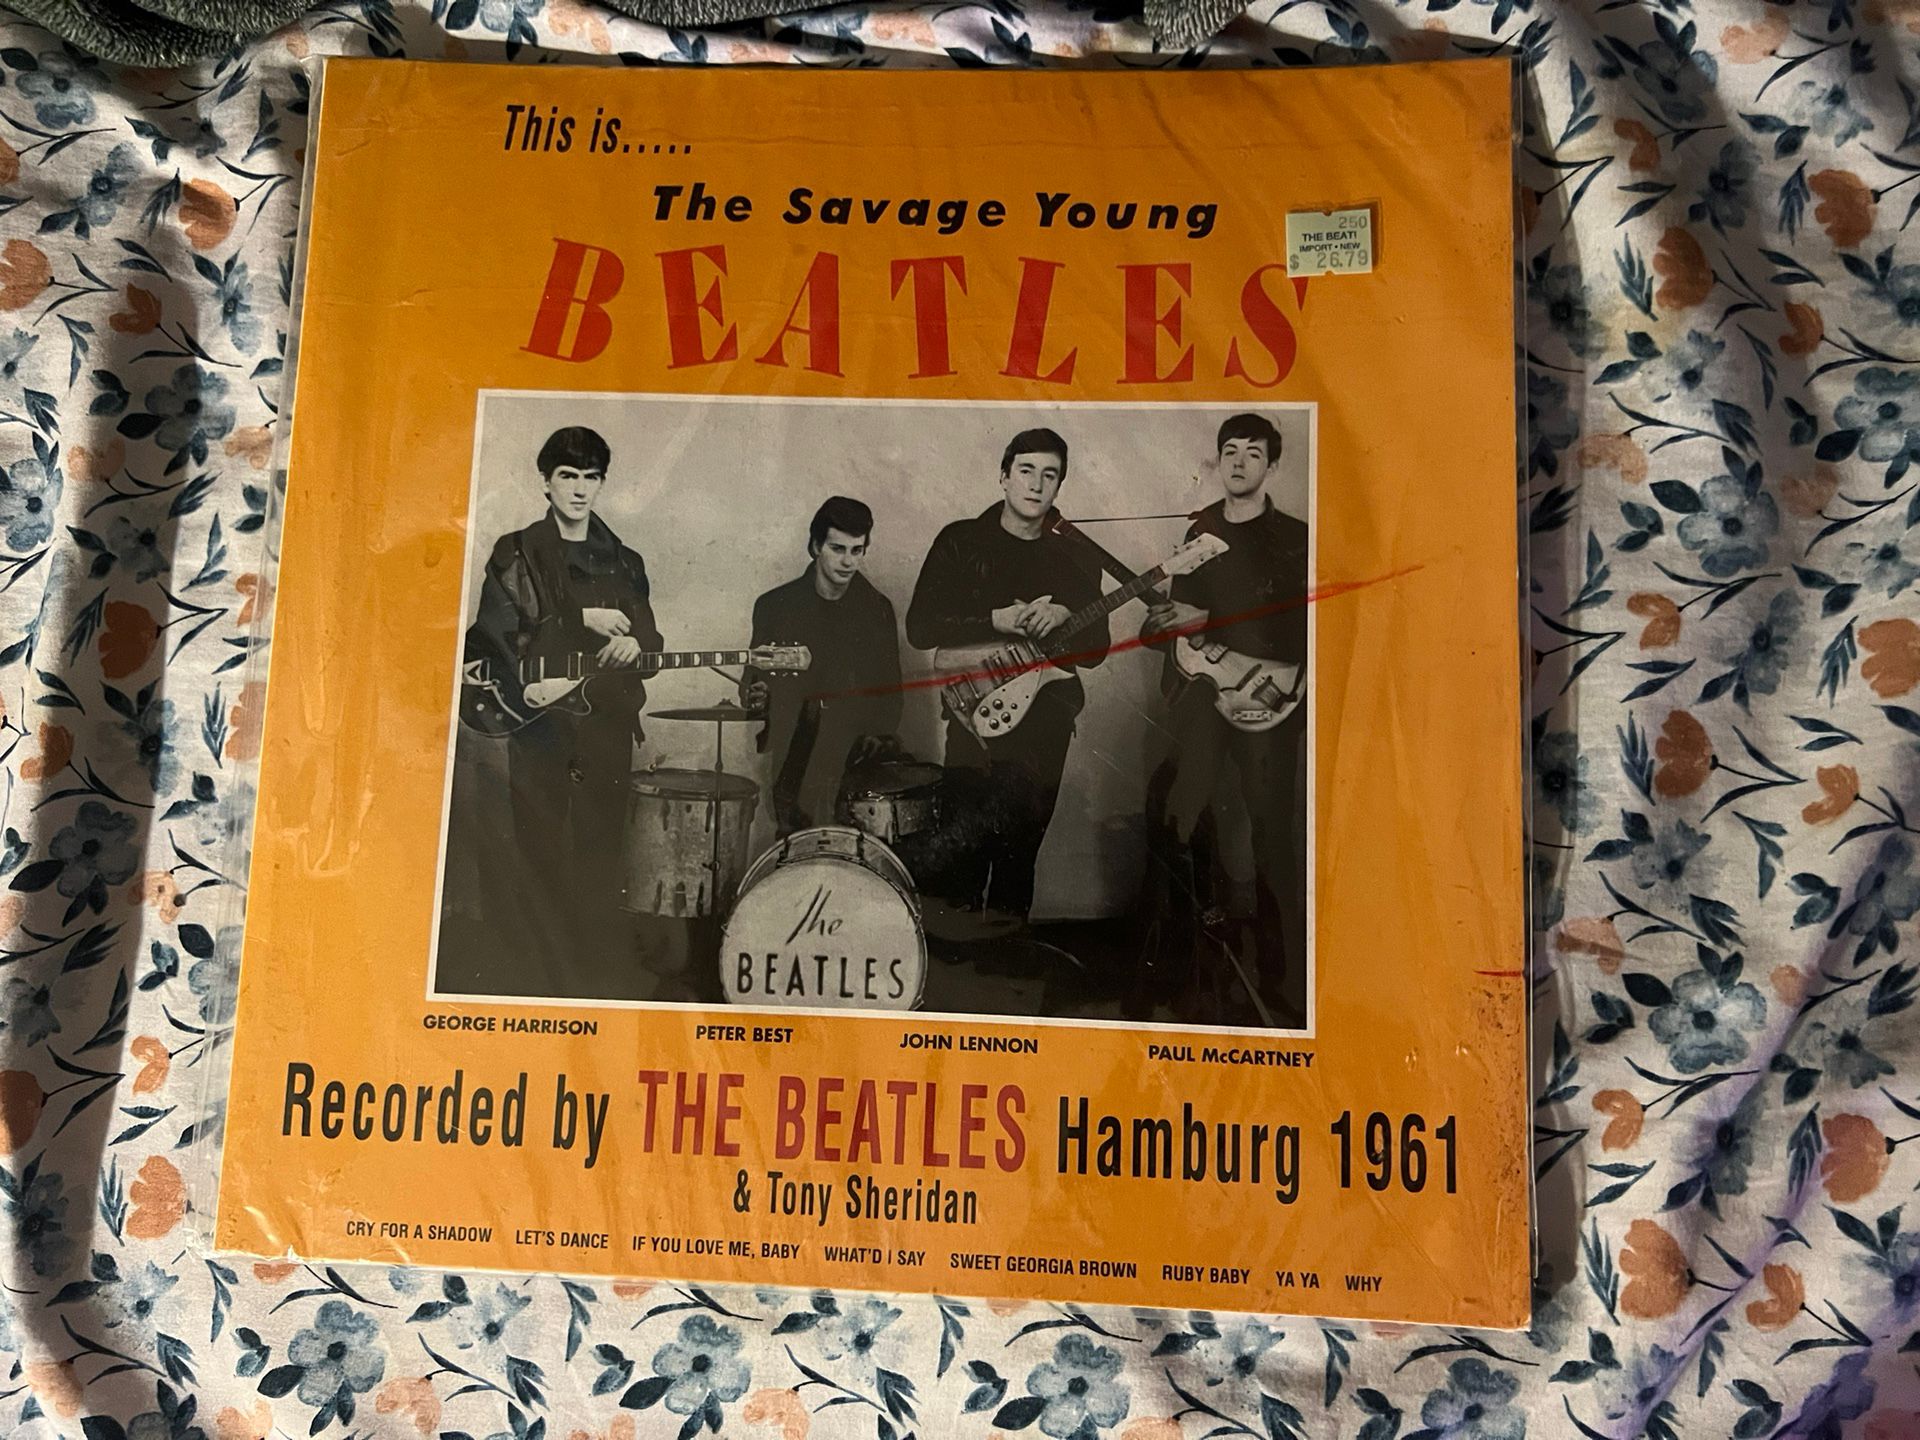 This is.....
The Savage Young
BEATLES
250
THE BEAT!
IMPORT • NEW
$ 26.79
The
BEATLES
GEORGE HARRISON PETER BEST JOHN LENNON PAUL McCARTNEY
Recorded by THE BEATLES Hamburg 1961
& Tony Sheridan
CRY FOR A SHADOW LET'S DANCE IF YOU LOVE ME, BABY WHAT'D I SAY SWEET GEORGIA BROWN RUBY BABY YA YA WHY